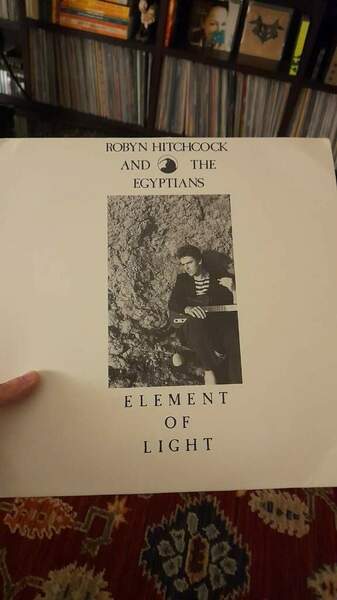 ROBYN HITCHCOCK
AND THE
EGYPTIANS
ELEMENT
OF
LIGHT